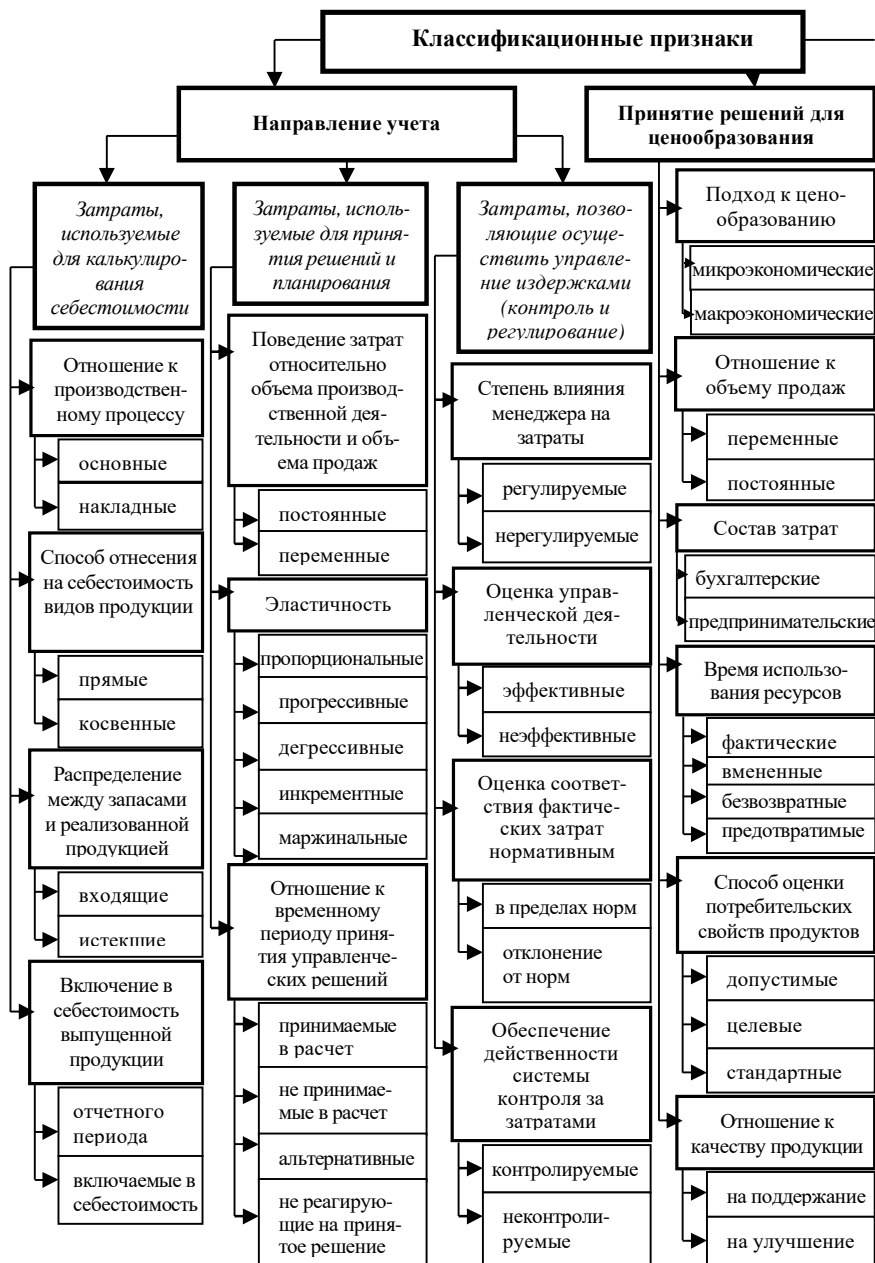 Классификационные признаки
Направление учета
Принятие решений для
ценообразования
Затраты,
используемые
для калькулиро-
вания
себестоимости
Отношение к
производствен-
ному процессу
основные
накладные
Способ отнесения
на себестоимость
видов продукции
прямые
косвенные
Распределение
между запасами
и реализованной
продукцией
входящие
истекшие
Включение в
себестоимость
выпущенной
продукции
отчетного
периода
включаемые в
себестоимость
Затраты, исполь-
зуемые для приня
тия решений и
планирования
Поведение затрат
относительно
объема производ-
ственной дея-
тельности и объ-
ема продаж
постоянные
переменные
Эластичность
пропорциональные
прогрессивные
дегрессивные
инкрементные
маржинальные
Отношение к
временному
периоду приня-
тия управленче-
ских решений
принимаемые
в расчет
не принимае-
мые в расчет
альтернативные
не реагирую-
щие на приня-
тое решение
Затраты, позво-
ляющие осуще-
ствить управле-
ние издержками
(контроль и
регулирование)
Степень влияния
менеджера на
затраты
регулируемые
нерегулируемые
Оценка управ-
ленческой дея-
тельности
эффективные
неэффективные
Оценка соответ-
ствия фактиче-
ских затрат
нормативным
в пределах норм
отклонение
от норм
Обеспечение
действенности
системы
контроля за
затратами
контролируемые
неконтроли-
руемые
Подход к цено-
образованию
микроэкономические
макроэкономические
Отношение к
объему продаж
переменные
постоянные
Состав затрат
бухгалтерские
предпринимательские
Время использо-
вания ресурсов
фактические
вмененные
безвозвратные
предотвратимые
Способ оценки
потребительских
свойств продуктов
допустимые
целевые
стандартные
Отношение к
качеству продукции
на поддержание
на улучшение